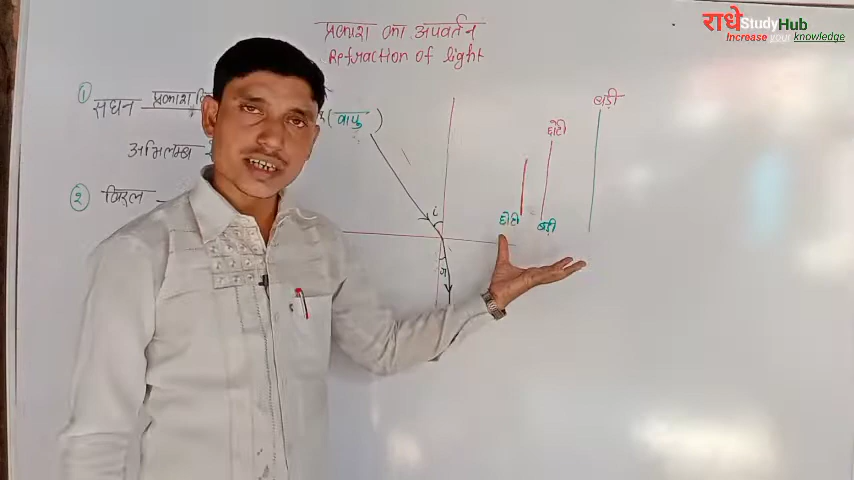 प्रकाश का अपवर्तन
Refraction of light
राधे StudyHub
Increase your knowledge
① सघन
प्रकाश
(वायु)
अभिलम्ब
② विरल
i
r
छोटी
बड़ी
छोटी
बड़ी